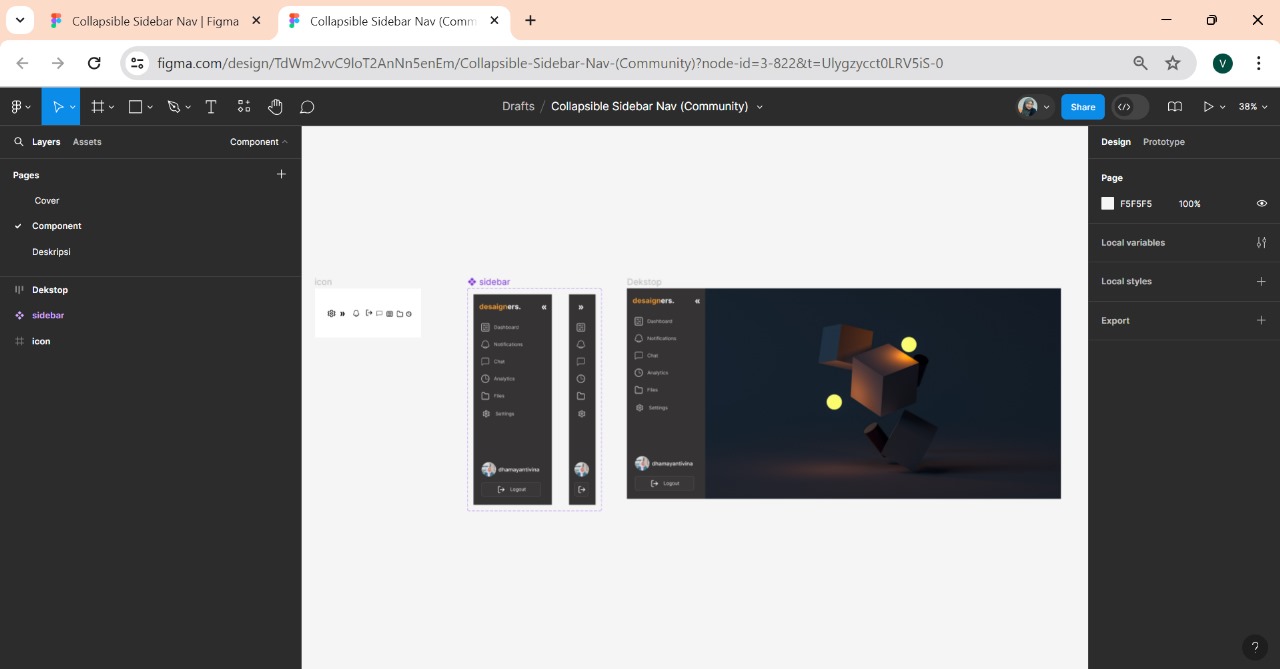 Collapsible Sidebar Nav | Figma
Collapsible Sidebar Nav (Comm
figma.com/design/TdWm2vvC9loT2AnNn5enEm/Collapsible-Sidebar-Nav-(Community)?node-id=3-822&t=Ulygzycct0LRV5iS-0
V
Drafts / Collapsible Sidebar Nav (Community)
Share
38%
Layers
Assets
Component
Design
Prototype
Pages
Cover
Component
Deskripsi
Dekstop
sidebar
icon
Page
F5F5F5
100%
Local variables
Local styles
Export
icon
sidebar
desaigners.
Dashboard
Notifications
Chat
Analytics
Files
Settings
dhamayantivina
Logout
Dekstop
desaigners.
Dashboard
Notifications
Chat
Analytics
Files
Settings
dhamayantivina
Logout
?